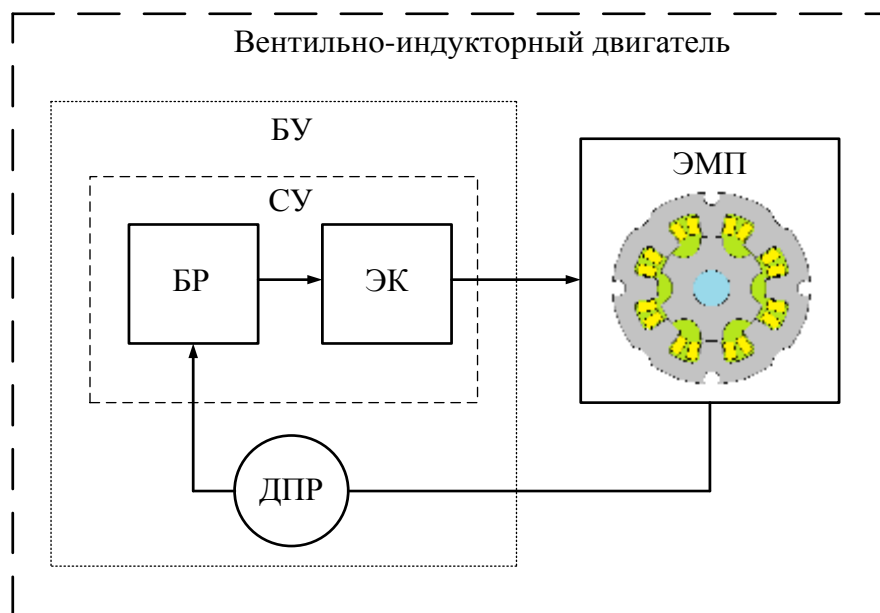 Вентильно-индукторный двигатель
БУ
ЭМП
СУ
БР
ЭК
ДПР